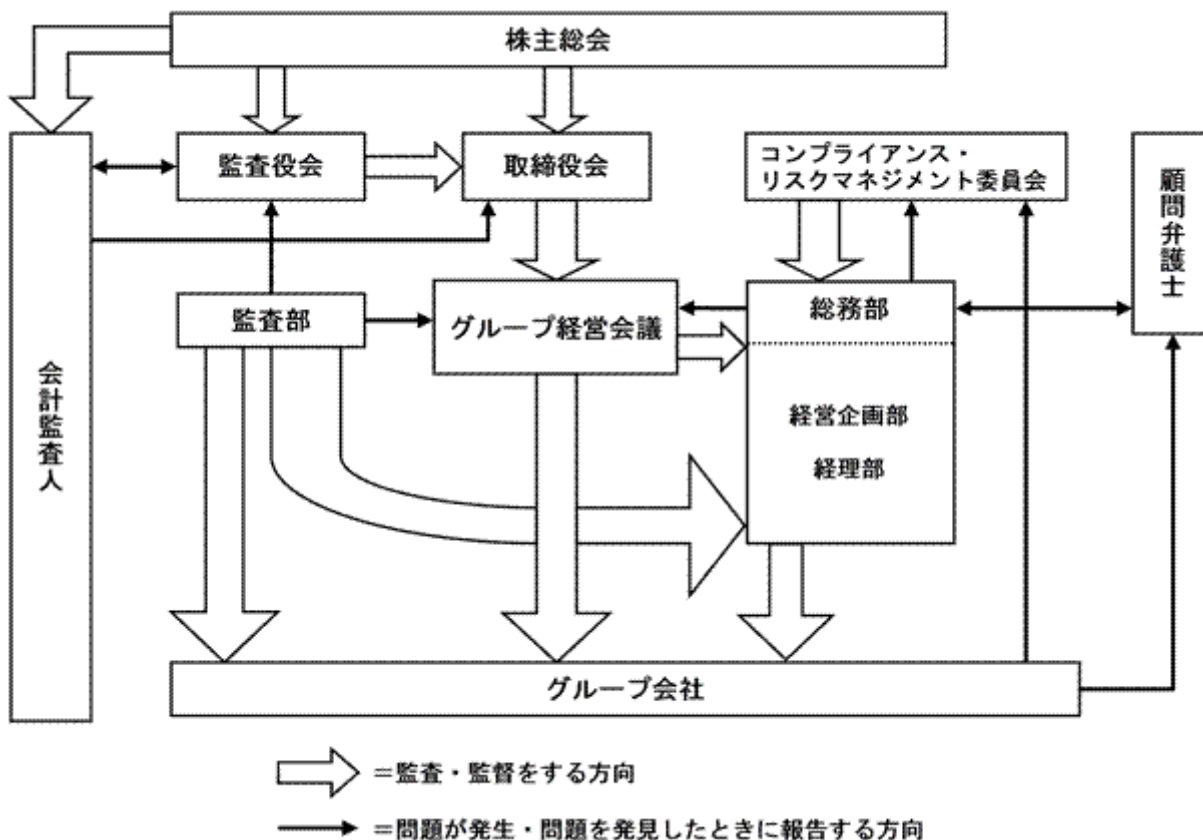 株主総会
監査役会
取締役会
コンプライアンス・
リスクマネジメント委員会
顧問弁護士
監査部
グループ経営会議
総務部
会計監査人
経営企画部
経理部
グループ会社
＝監査・監督をする方向
＝問題が発生・問題を発見したときに報告する方向